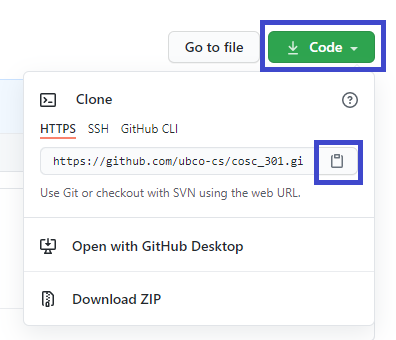 Go to file
Code
Clone
HTTPS SSH GitHub CLI
https://github.com/ubco-cs/cosc_301.gi
Use Git or checkout with SVN using the web URL.
Open with GitHub Desktop
Download ZIP